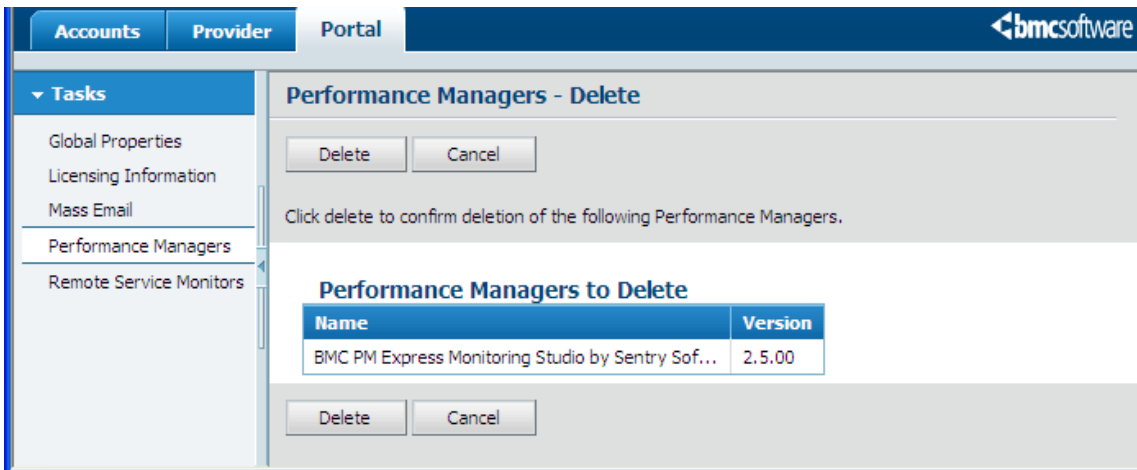 Accounts Provider Portal bmcsoftware
Tasks
Performance Managers - Delete
Global Properties
Licensing Information
Mass Email
Performance Managers
Remote Service Monitors
Delete Cancel
Click delete to confirm deletion of the following Performance Managers.
Performance Managers to Delete
Name Version
BMC PM Express Monitoring Studio by Sentry Sof... 2.5.00
Delete Cancel